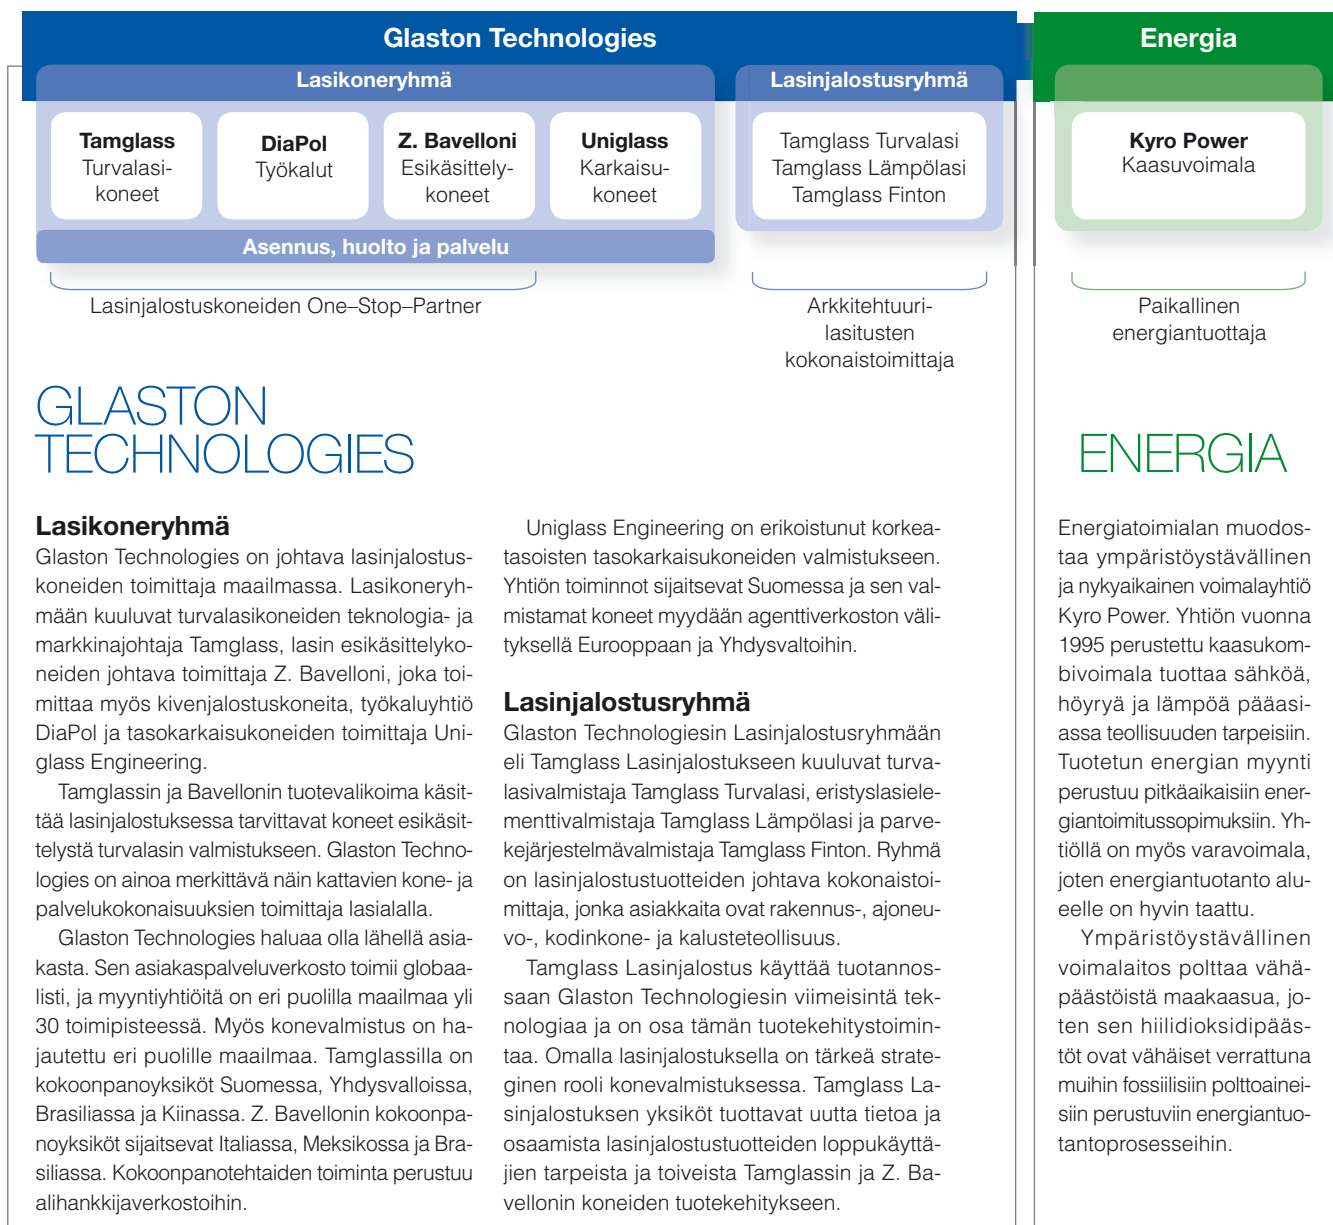 Glaston Technologies
Energia
Lasikoneryhmä
Lasinjalostusryhmä
Tamglass
Turvalasi-
koneet
DiaPol
Työkalut
Z. Bavelloni
Esikäsittely-
koneet
Uniglass
Karkaisu-
koneet
Tamglass Turvalasi
Tamglass Lämpölasi
Tamglass Finton
Kyro Power
Kaasuvoimala
Asennus, huolto ja palvelu
Lasinjalostuskoneiden One–Stop–Partner
Arkkitehtuuri-
lasitusten
kokonaistoimittaja
Paikallinen
energiantuottaja
GLASTON
TECHNOLOGIES
Lasikoneryhmä
Glaston Technologies on johtava lasinjalostus-
koneiden toimittaja maailmassa. Lasikoneryh-
mään kuuluvat turvalasikoneiden teknologia- ja
markkinajohtaja Tamglass, lasin esikäsittelyko-
neiden johtava toimittaja Z. Bavelloni, joka toi-
mittaa myös kivenjalostuskoneita, työkaluyhtiö
DiaPol ja tasokarkaisukoneiden toimittaja Uni-
glass Engineering.
Tamglassin ja Bavellonin tuotevalikoima käsit-
tää lasinjalostuksessa tarvittavat koneet esikäsit-
telystä turvalasin valmistukseen. Glaston Techno-
logies on ainoa merkittävä näin kattavien kone- ja
palvelukokonaisuuksien toimittaja lasialalla.
Glaston Technologies haluaa olla lähellä asia-
kasta. Sen asiakaspalveluverkosto toimii globaa-
listi, ja myyntiyhtiöitä on eri puolilla maailmaa yli
30 toimipisteessä. Myös konevalmistus on ha-
jautettu eri puolille maailmaa. Tamglassilla on
kokoonpanoyksiköt Suomessa, Yhdysvalloissa,
Brasiliassa ja Kiinassa. Z. Bavellonin kokoonpa-
noyksiköt sijaitsevat Italiassa, Meksikossa ja Bra-
siliassa. Kokoonpanotehtaiden toiminta perustuu
alihankkijaverkostoihin.
Uniglass Engineering on erikoistunut korkea-
tasoisten tasokarkaisukoneiden valmistukseen.
Yhtiön toiminnot sijaitsevat Suomessa ja sen val-
mistamat koneet myydään agenttiverkoston väli-
tyksellä Eurooppaan ja Yhdysvaltoihin.
Lasinjalostusryhmä
Glaston Technologiesin Lasinjalostusryhmään
eli Tamglass Lasinjalostukseen kuuluvat turva-
lasivalmistaja Tamglass Turvalasi, eristyslasiele-
menttivalmistaja Tamglass Lämpölasi ja parve-
kejärjestelmävalmistaja Tamglass Finton. Ryhmä
on lasinjalostustuotteiden johtava kokonaistoi-
mittaja, jonka asiakkaita ovat rakennus-, ajoneu-
vo-, kodinkone- ja kalusteteollisuus.
Tamglass Lasinjalostus käyttää tuotannos-
saan Glaston Technologiesin viimeisintä tek-
nologiaa ja on osa tämän tuotekehitystoimin-
taa. Omalla lasinjalostuksella on tärkeä strate-
ginen rooli konevalmistuksessa. Tamglass La-
sinjalostuksen yksiköt tuottavat uutta tietoa ja
osaamista lasinjalostustuotteiden loppukäyttä-
jien tarpeista ja toiveista Tamglassin ja Z. Ba-
vellonin koneiden tuotekehitykseen.
ENERGIA
Energiatoimialan muodos-
taa ympäristöystävällinen
ja nykyaikainen voimalayhtiö
Kyro Power. Yhtiön vuonna
1995 perustettu kaasukom-
bivoimala tuottaa sähköä,
höyryä ja lämpöä pääasi-
assa teollisuuden tarpeisiin.
Tuotetun energian myynti
perustuu pitkäaikaisiin ener-
giantoimitussopimuksiin. Yh-
tiöllä on myös varavoimala,
joten energiantuotanto alu-
eelle on hyvin taattu.
Ympäristöystävällinen
voimalaitos polttaa vähä-
päästöistä maakaasua, jo-
ten sen hiilidioksidipääs-
töt ovat vähäiset verrattuna
muihin fossiilisiin polttoainei-
siin perustuviin energiantuo-
tantoprosesseihin.